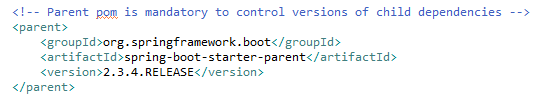 <!-- Parent pom is mandatory to control versions of child dependencies -->
<parent>
    <groupId>org.springframework.boot</groupId>
    <artifactId>spring-boot-starter-parent</artifactId>
    <version>2.3.4.RELEASE</version>
</parent>